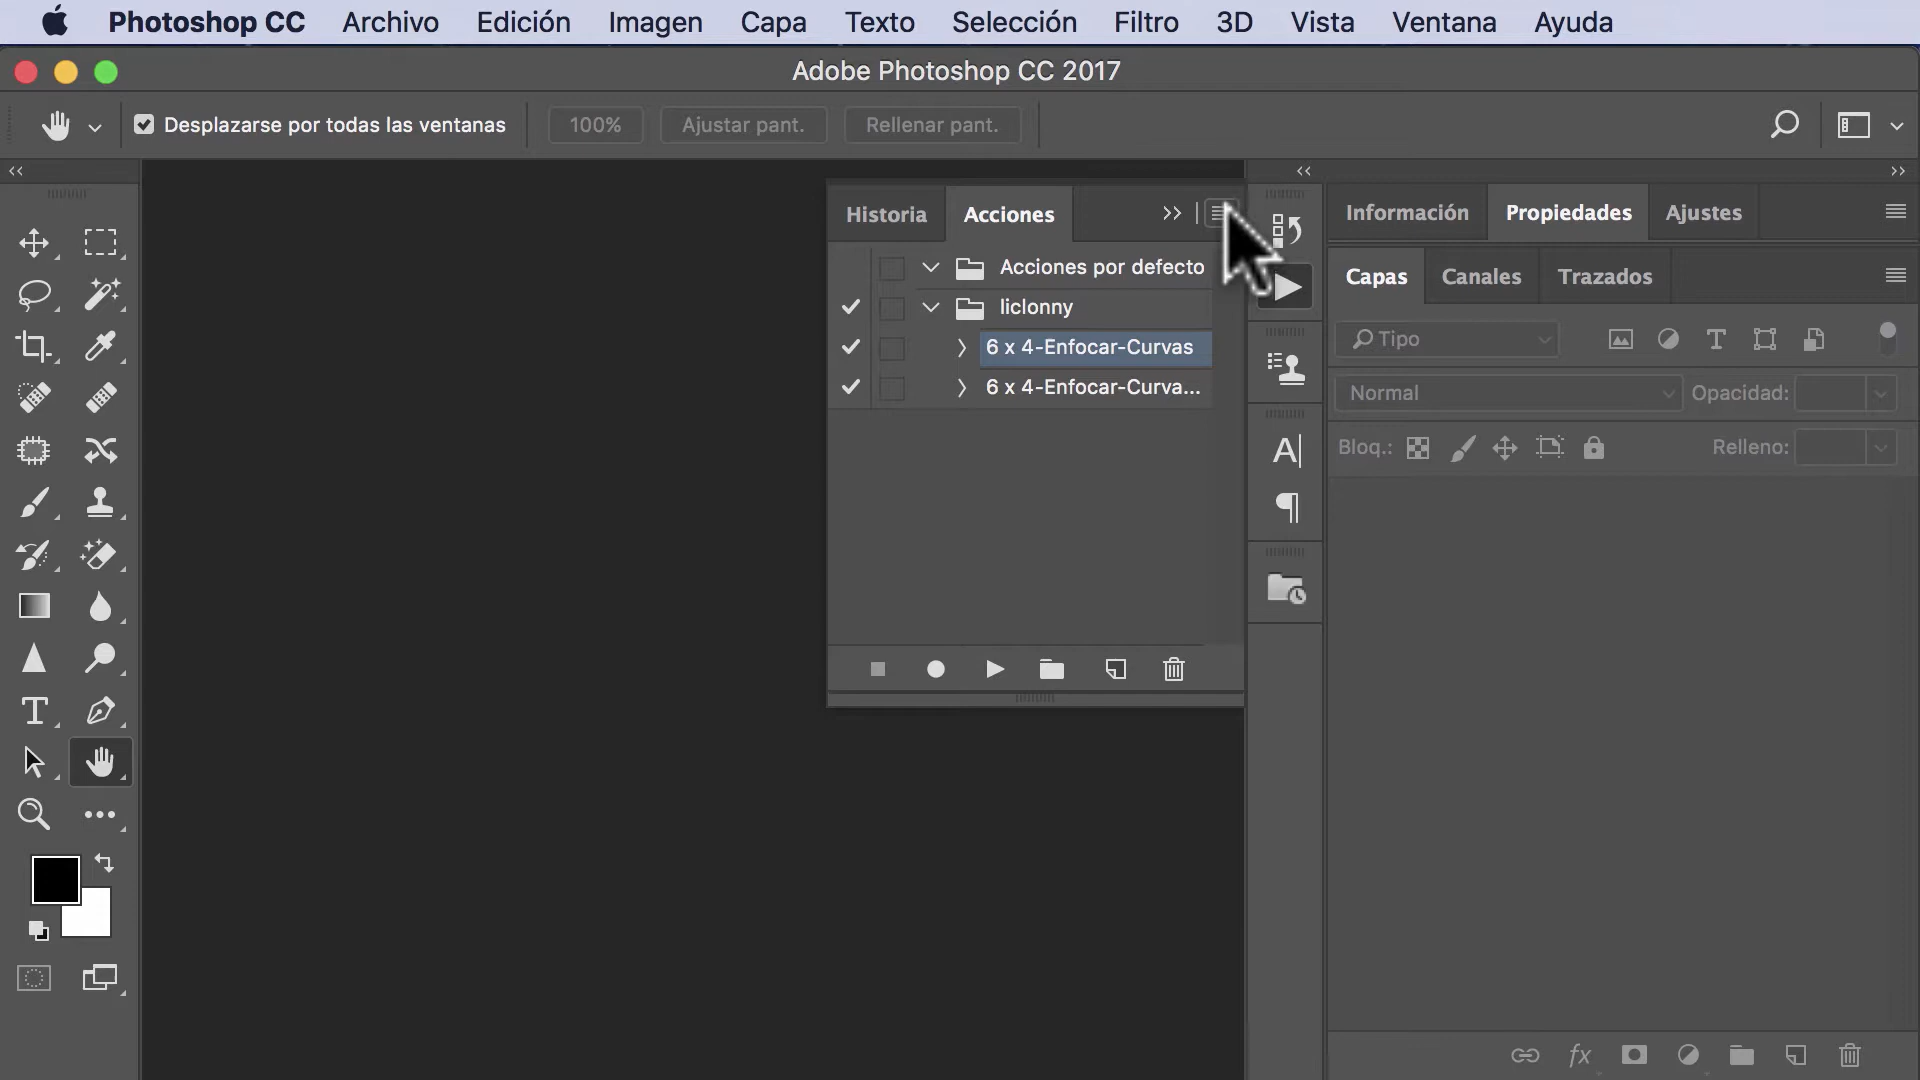 Photoshop CC Archivo Edición Imagen Capa Texto Selección Filtro 3D Vista Ventana Ayuda
Adobe Photoshop CC 2017
Desplazarse por todas las ventanas 100% Ajustar pant. Rellenar pant.
Historia Acciones
Acciones por defecto
liclonny
6 x 4-Enfocar-Curvas
6 x 4-Enfocar-Curva...
Información Propiedades Ajustes
Capas Canales Trazados
Tipo
Normal Opacidad:
Bloq.: Relleno: